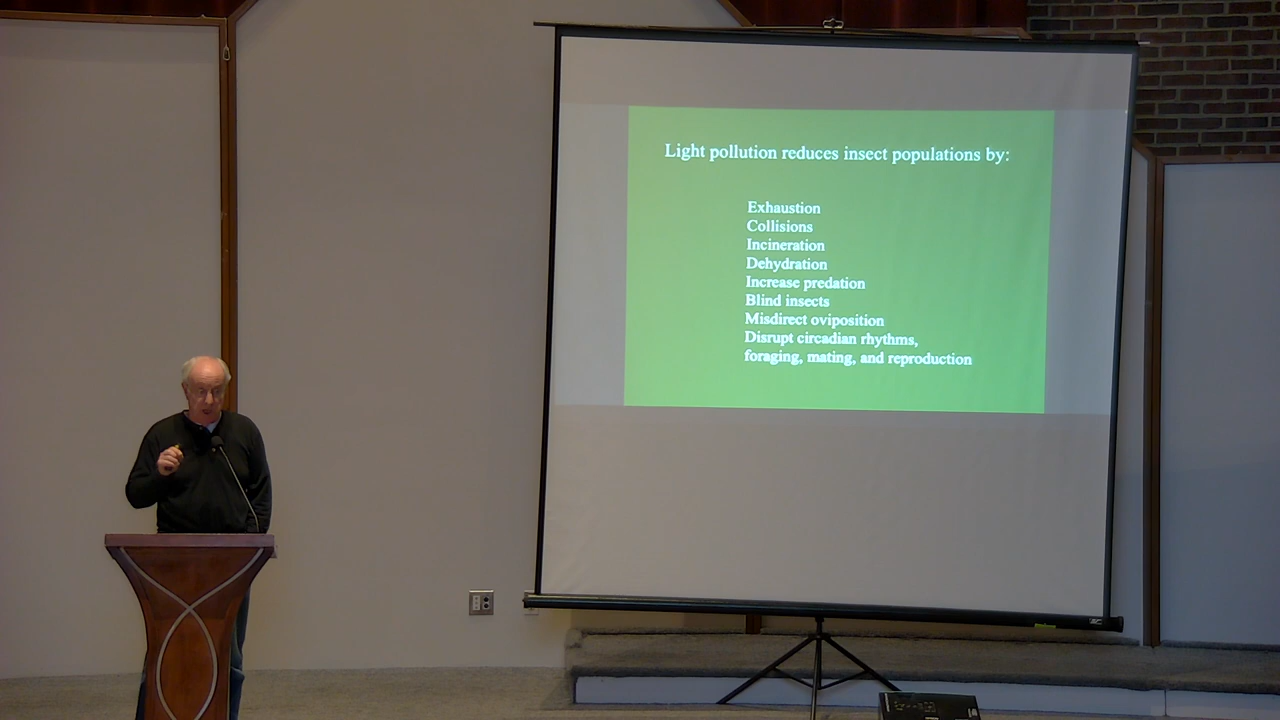 Light pollution reduces insect populations by:
Exhaustion
Collisions
Incineration
Dehydration
Increase predation
Blind insects
Misdirect oviposition
Disrupt circadian rhythms,
foraging, mating, and reproduction